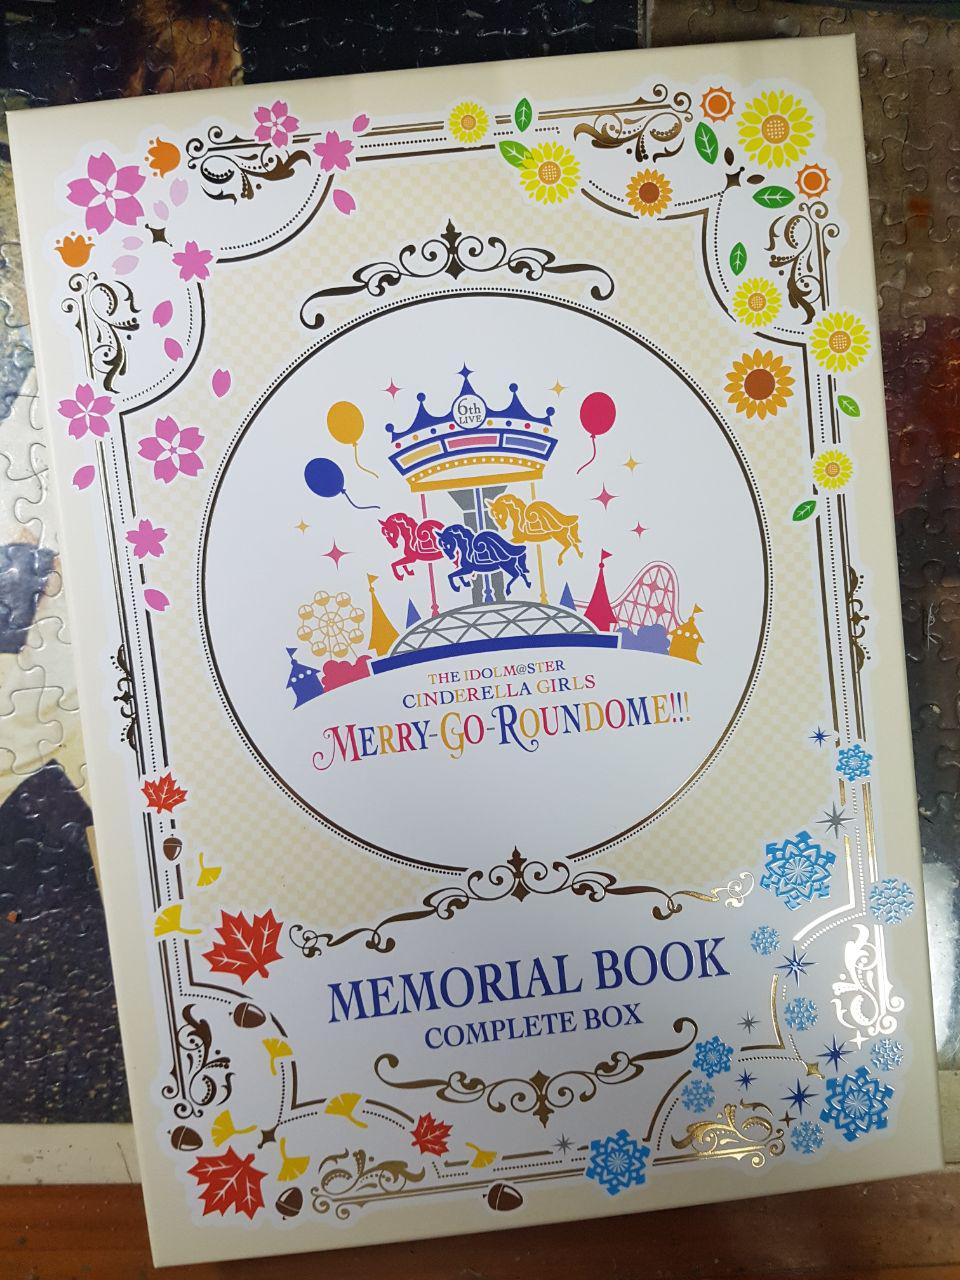 6th
LIVE
THE IDOLM@STER
CINDERELLA GIRLS
MERRY-GO-ROUNDOME!!!
MEMORIAL BOOK
COMPLETE BOX